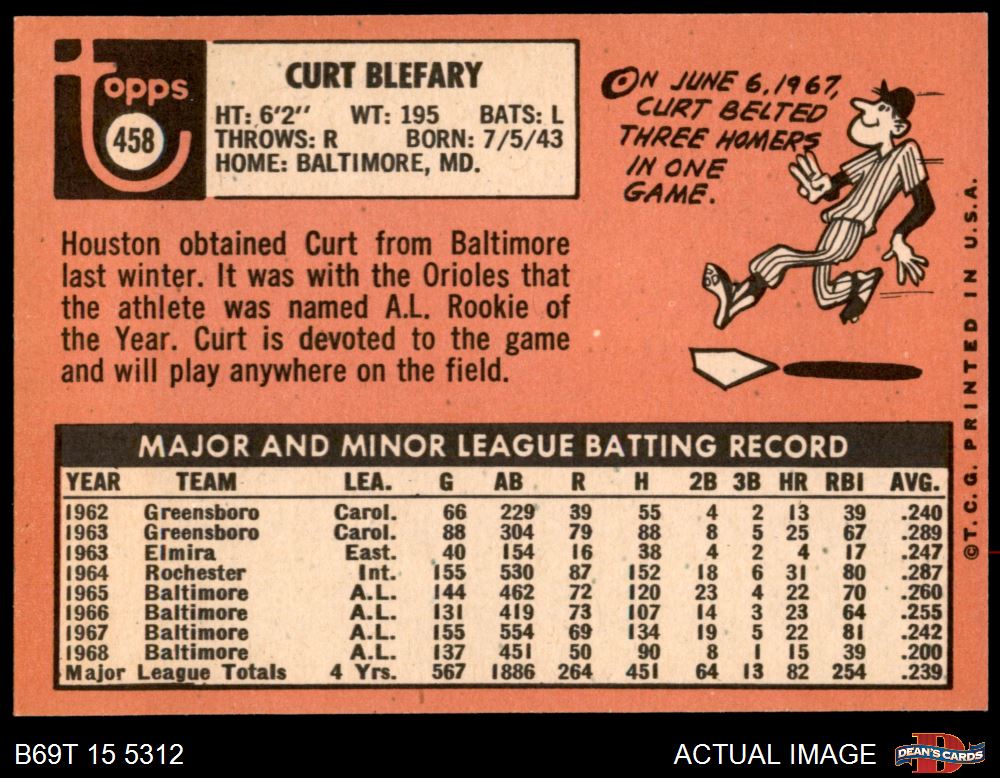 topps
458
CURT BLEFARY
HT: 6'2" WT: 195 BATS: L
THROWS: R BORN: 7/5/43
HOME: BALTIMORE, MD.
ON JUNE 6, 1967,
CURT BELTED
THREE HOMERS
IN ONE
GAME.
Houston obtained Curt from Baltimore
last winter. It was with the Orioles that
the athlete was named A.L. Rookie of
the Year. Curt is devoted to the game
and will play anywhere on the field.
MAJOR AND MINOR LEAGUE BATTING RECORD
YEAR TEAM LEA. G AB R H 2B 3B HR RBI AVG.
1962 Greensboro Carol. 66 229 39 55 4 2 13 39 .240
1963 Greensboro Carol. 88 304 79 88 8 5 25 67 .289
1963 Elmira East. 40 154 16 38 4 2 4 17 .247
1964 Rochester Int. 155 530 87 152 18 6 31 80 .287
1965 Baltimore A.L. 144 462 72 120 23 4 22 70 .260
1966 Baltimore A.L. 131 419 73 107 14 3 23 64 .255
1967 Baltimore A.L. 155 554 69 134 19 5 22 81 .242
1968 Baltimore A.L. 137 451 50 90 8 1 15 39 .200
Major League Totals 4 Yrs. 567 1886 264 451 64 13 82 254 .239
©T. C. G. PRINTED IN U.S.A.
B69T 15 5312
ACTUAL IMAGE
DEAN'S CARDS